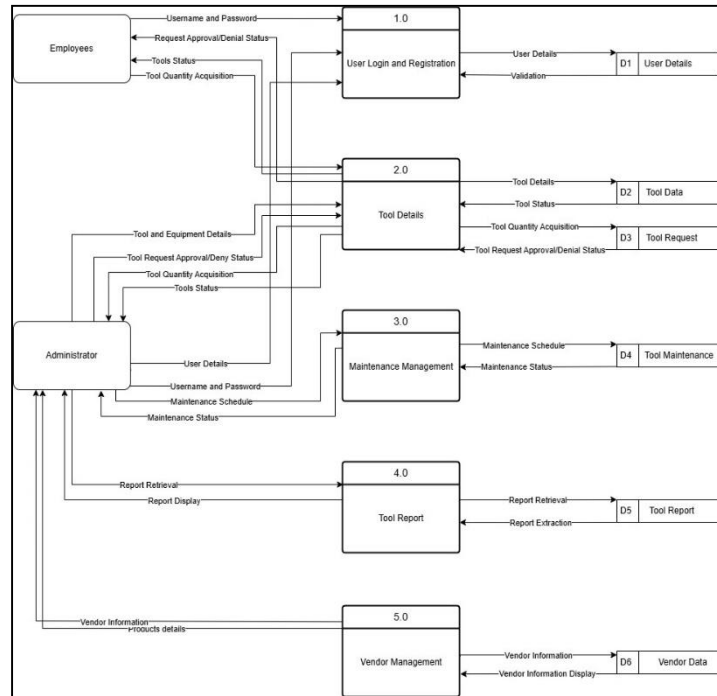 Username and Password
1.0
Employees
Request Approval/Denial Status
User Login and Registration
User Details
D1
User Details
Tools Status
Validation
Tool Quantity Acquisition
2.0
Tool Details
Tool Details
D2
Tool Data
Tool Status
Tool and Equipment Details
Tool Quantity Acquisition
D3
Tool Request
Tool Request Approval/Deny Status
Tool Request Approval/Denial Status
Tool Quantity Acquisition
Tools Status
3.0
Administrator
Maintenance Management
Maintenance Schedule
D4
Tool Maintenance
User Details
Maintenance Status
Username and Password
Maintenance Schedule
Maintenance Status
4.0
Report Retrieval
Report Display
Tool Report
Report Retrieval
D5
Tool Report
Report Extraction
5.0
Vendor Information
Products details
Vendor Management
Vendor Information
D6
Vendor Data
Vendor Information Display